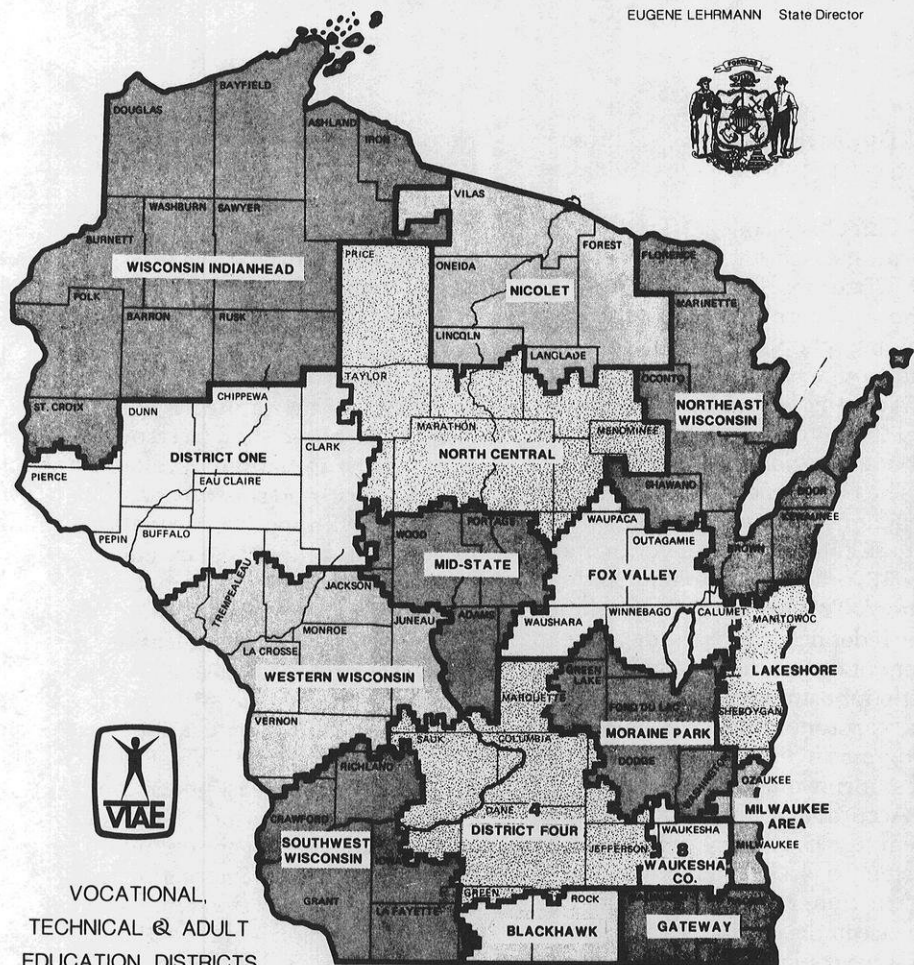 EUGENE LEHRMANN State Director
FORWARD
BAYFIELD
DOUGLAS
ASHLAND
IRON
VILAS
WASHBURN
SAWYER
BURNETT
FOREST
PRICE
FLORENCE
WISCONSIN INDIANHEAD
ONEIDA
NICOLET
POLK
MARINETTE
BARRON
RUSK
LINCOLN
LANGLADE
TAYLOR
OCONTO
CHIPPEWA
ST. CROIX
DUNN
NORTHEAST
WISCONSIN
MARATHON
MENOMINEE
CLARK
DISTRICT ONE
NORTH CENTRAL
PIERCE
EAU CLAIRE
SHAWANO
DOOR
KEWAUNEE
WAUPACA
PORTAGE
WOOD
PEPIN
BUFFALO
OUTAGAMIE
BROWN
MID-STATE
FOX VALLEY
JACKSON
TREMPEALEAU
WINNEBAGO
CALUMET
JUNEAU
ADAMS
WAUSHARA
MANITOWOC
MONROE
LA CROSSE
GREEN
LAKE
LAKESHORE
WESTERN WISCONSIN
MARQUETTE
FOND DU LAC
SHEBOYGAN
VERNON
MORAINE PARK
SAUK
COLUMBIA
RICHLAND
DODGE
WASHINGTON
OZAUKEE
VTAE
DANE
4
MILWAUKEE
AREA
CRAWFORD
DISTRICT FOUR
WAUKESHA
SOUTHWEST
WISCONSIN
JEFFERSON
8
MILWAUKEE
WAUKESHA
CO.
GRANT
GREEN
ROCK
LA FAYETTE
BLACKHAWK
GATEWAY
VOCATIONAL,
TECHNICAL & ADULT
EDUCATION DISTRICTS